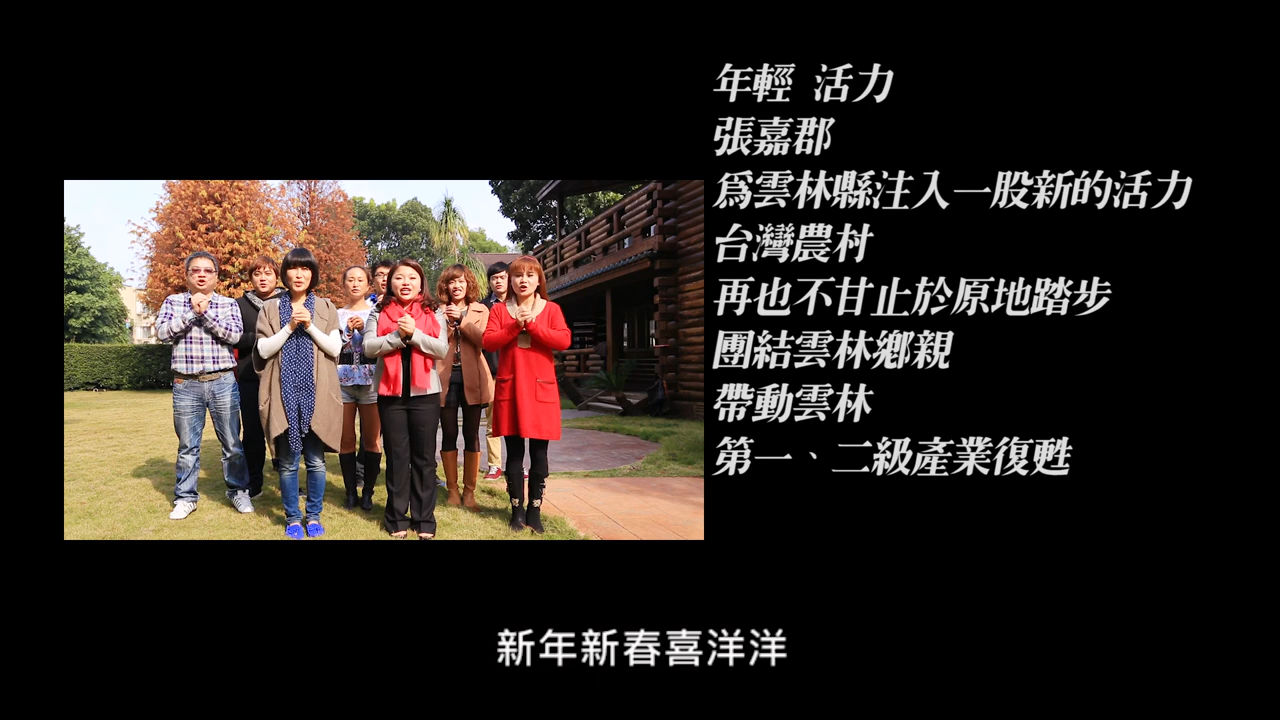 年輕 活力
張嘉郡
爲雲林縣注入一股新的活力
台灣農村
再也不甘止於原地踏步
團結雲林鄉親
帶動雲林
第一、二級產業復甦
新年新春喜洋洋